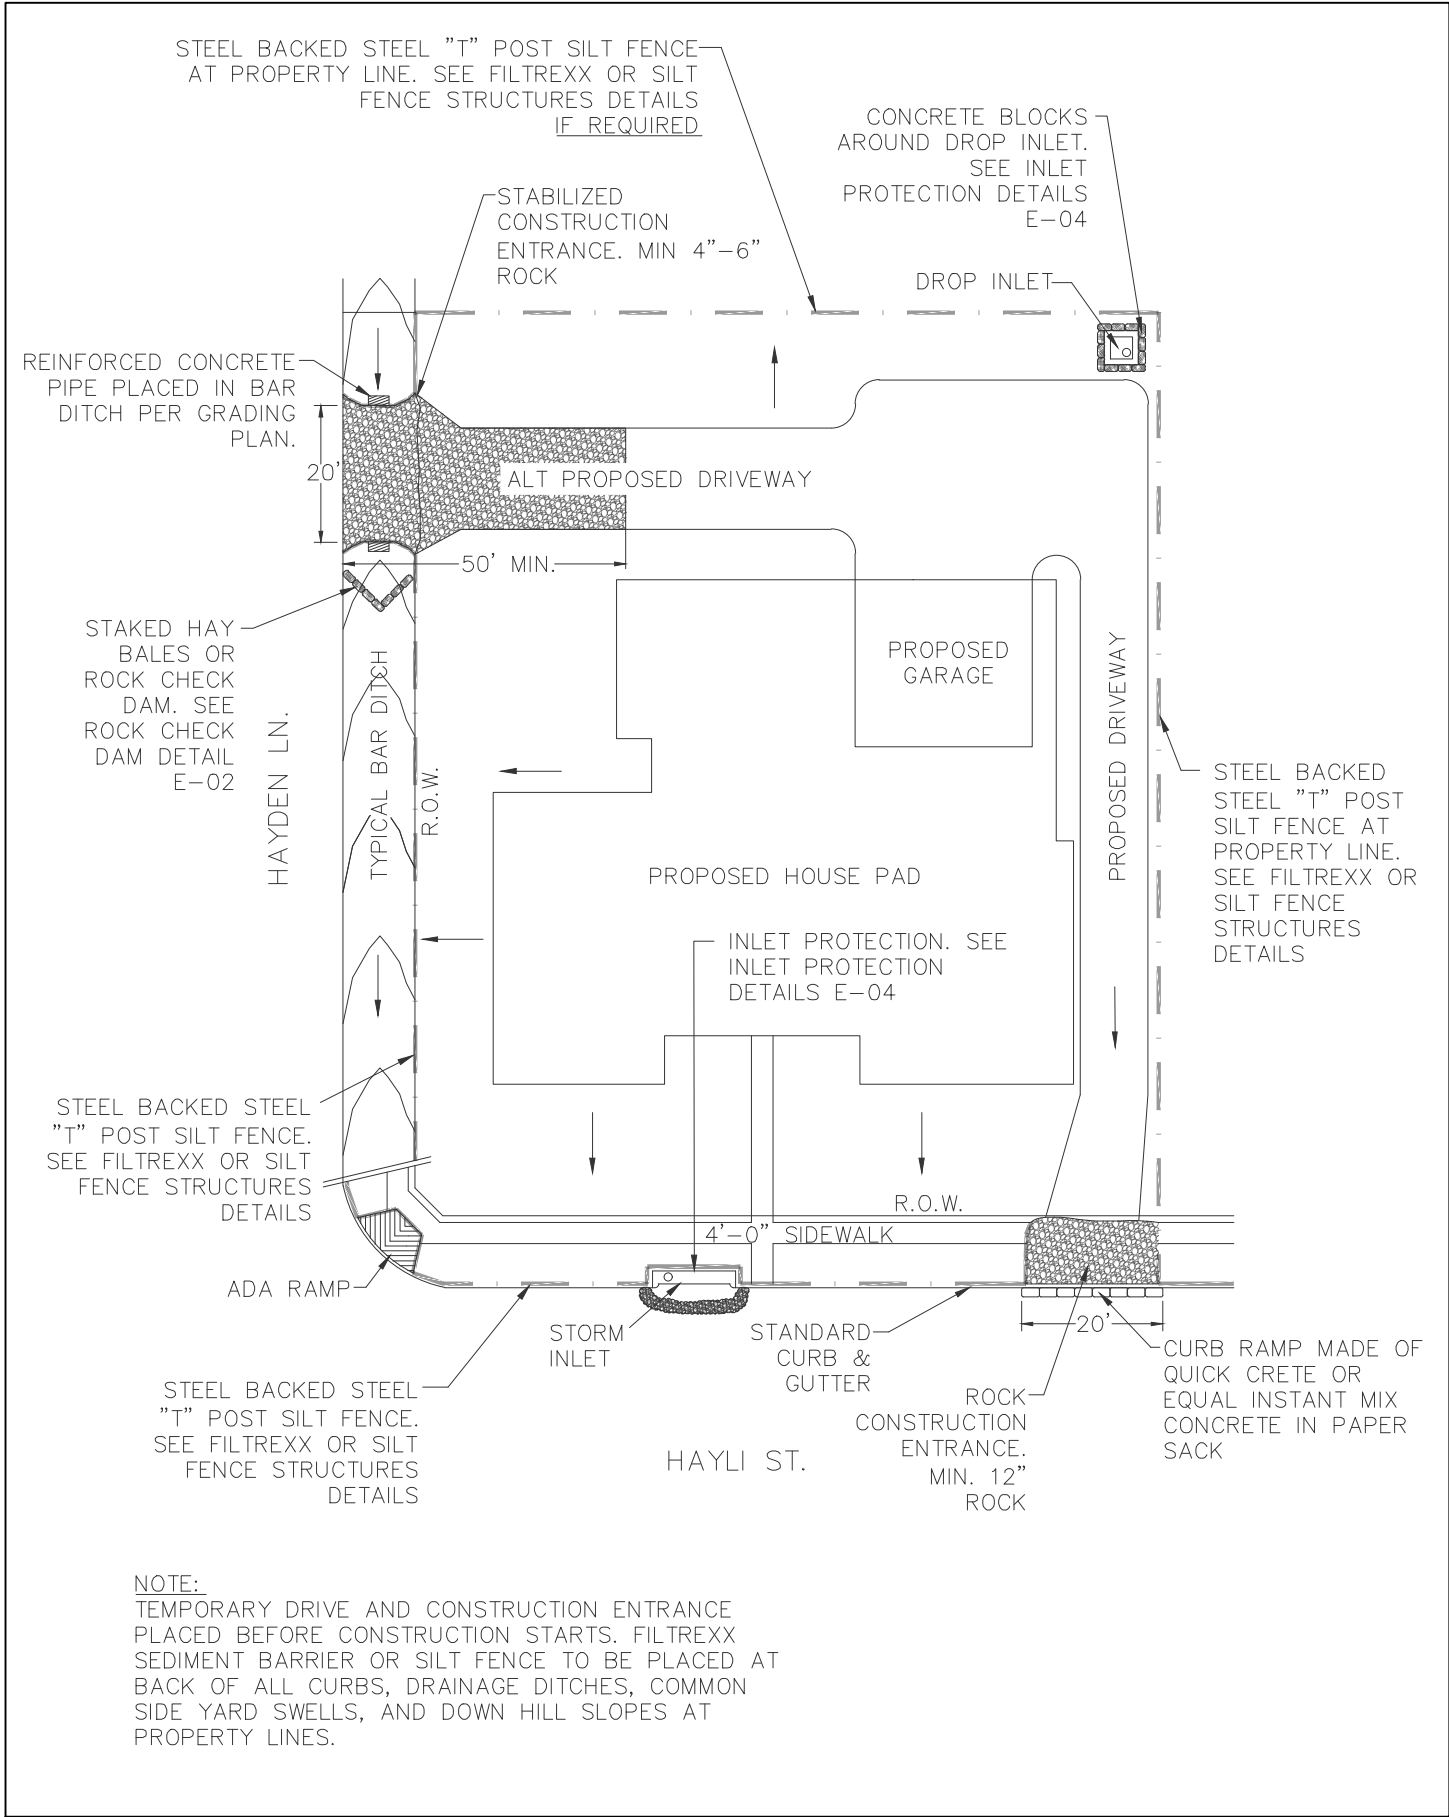 STEEL BACKED STEEL "T" POST SILT FENCE
AT PROPERTY LINE. SEE FILTREXX OR SILT
FENCE STRUCTURES DETAILS
IF REQUIRED
CONCRETE BLOCKS
AROUND DROP INLET.
SEE INLET
PROTECTION DETAILS
E-04
STABILIZED
CONSTRUCTION
ENTRANCE. MIN 4"-6"
ROCK
DROP INLET
REINFORCED CONCRETE
PIPE PLACED IN BAR
DITCH PER GRADING
PLAN.
20'
ALT PROPOSED DRIVEWAY
50' MIN.
STAKED HAY
BALES OR
ROCK CHECK
DAM. SEE
ROCK CHECK
DAM DETAIL
E-02
HAYDEN LN.
TYPICAL BAR DITCH
R.O.W.
PROPOSED
GARAGE
PROPOSED DRIVEWAY
STEEL BACKED
STEEL "T" POST
SILT FENCE AT
PROPERTY LINE.
SEE FILTREXX OR
SILT FENCE
STRUCTURES
DETAILS
PROPOSED HOUSE PAD
INLET PROTECTION. SEE
INLET PROTECTION
DETAILS E-04
STEEL BACKED STEEL
"T" POST SILT FENCE.
SEE FILTREXX OR SILT
FENCE STRUCTURES
DETAILS
R.O.W.
4'-0" SIDEWALK
ADA RAMP
STORM
INLET
STANDARD
CURB &
GUTTER
20'
CURB RAMP MADE OF
QUICK CRETE OR
EQUAL INSTANT MIX
CONCRETE IN PAPER
SACK
STEEL BACKED STEEL
"T" POST SILT FENCE.
SEE FILTREXX OR SILT
FENCE STRUCTURES
DETAILS
ROCK
CONSTRUCTION
ENTRANCE.
MIN. 12"
ROCK
HAYLI ST.
NOTE:
TEMPORARY DRIVE AND CONSTRUCTION ENTRANCE
PLACED BEFORE CONSTRUCTION STARTS. FILTREXX
SEDIMENT BARRIER OR SILT FENCE TO BE PLACED AT
BACK OF ALL CURBS, DRAINAGE DITCHES, COMMON
SIDE YARD SWELLS, AND DOWN HILL SLOPES AT
PROPERTY LINES.